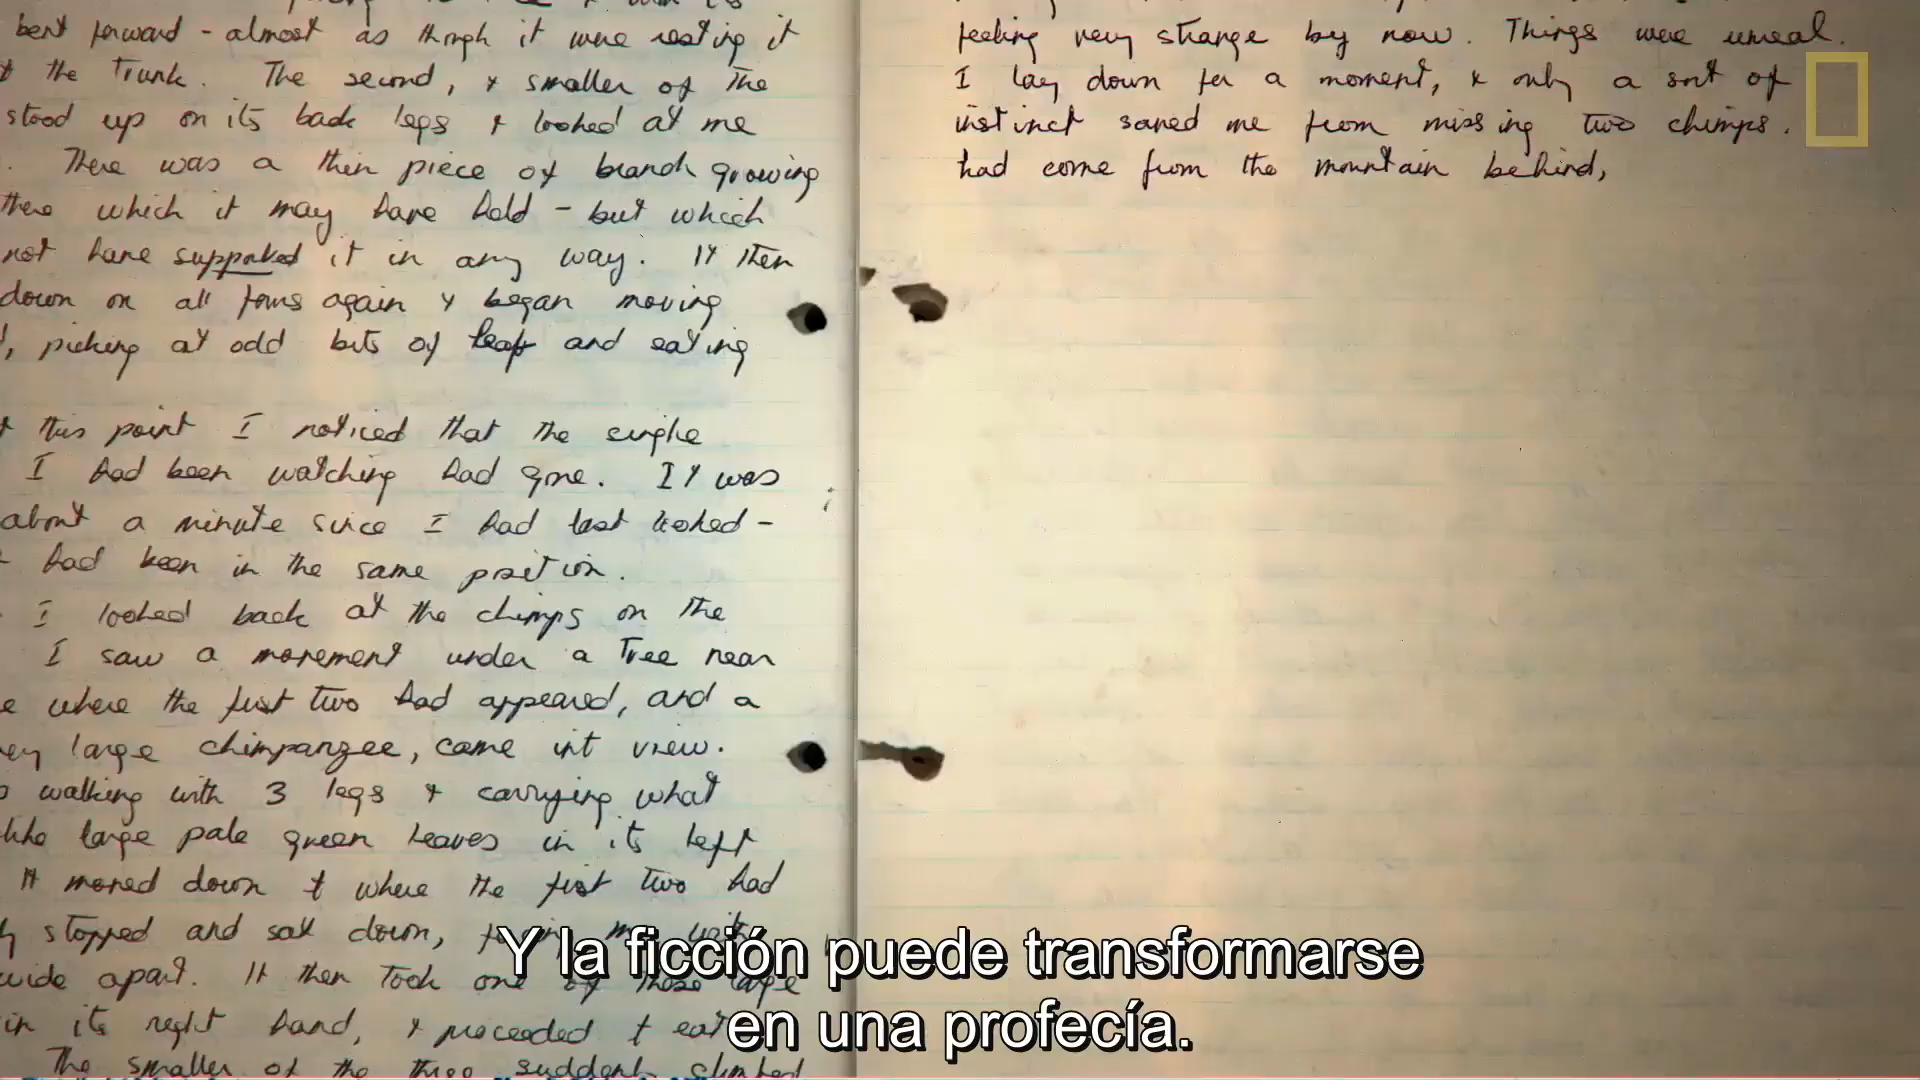 bent forward - almost as though it were resting it
the Trunk. The second, & smaller of the
stood up on its back legs & looked at me
. There was a thin piece of branch growing
there which it may have held - but which
not have supported it in any way. It then
down on all fours again & began moving
, picking at odd bits of leaf and eating
this point I noticed that the single
I had been watching had gone. It was
about a minute since I had last looked -
had been in the same position.
I looked back at the chimps on the
I saw a movement under a tree near
where the first two had appeared, and a
large chimpanzee, came int view.
walking with 3 legs & carrying what
large pale green leaves in its left
It moved down t where the first two had
stopped and sat down,
wide apart. It then took one of those large
in its right hand, & proceeded t eat
The smaller of the three suddenly climbed
feeling very strange by now. Things were unreal.
I lay down for a moment, & only a sort of
instinct saved me from missing two chimps.
had come from the mountain behind,
Y la ficción puede transformarse
en una profecía.